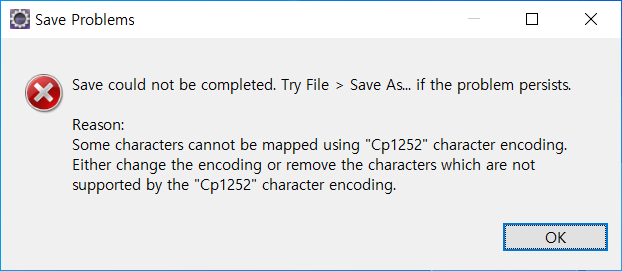 Save Problems
Save could not be completed. Try File > Save As... if the problem persists.
Reason:
Some characters cannot be mapped using "Cp1252" character encoding.
Either change the encoding or remove the characters which are not
supported by the "Cp1252" character encoding.
OK